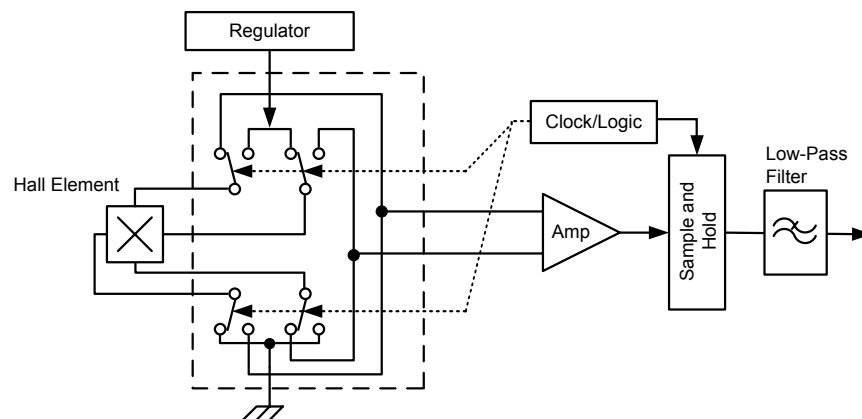 Regulator
Clock/Logic
Low-Pass
Filter
Hall Element
Amp
Sample and
Hold